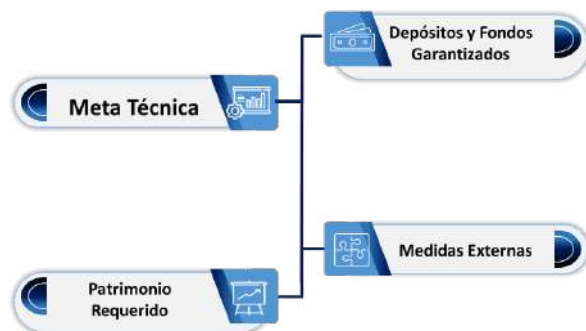 Depósitos y Fondos
Garantizados
Meta Técnica
Medidas Externas
Patrimonio
Requerido